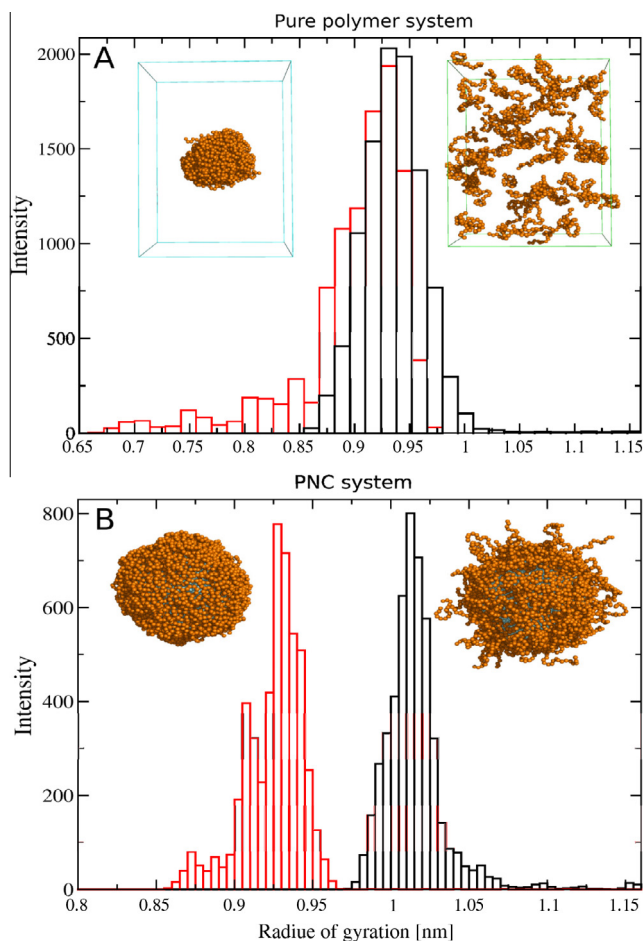 Pure polymer system
A
2000
1500
1000
500
0
Intensity
0.65 0.7 0.75 0.8 0.85 0.9 0.95 1 1.05 1.1 1.15
PNC system
B
800
600
400
200
0
Intensity
0.8 0.85 0.9 0.95 1 1.05 1.1 1.15
Radiue of gyration [nm]